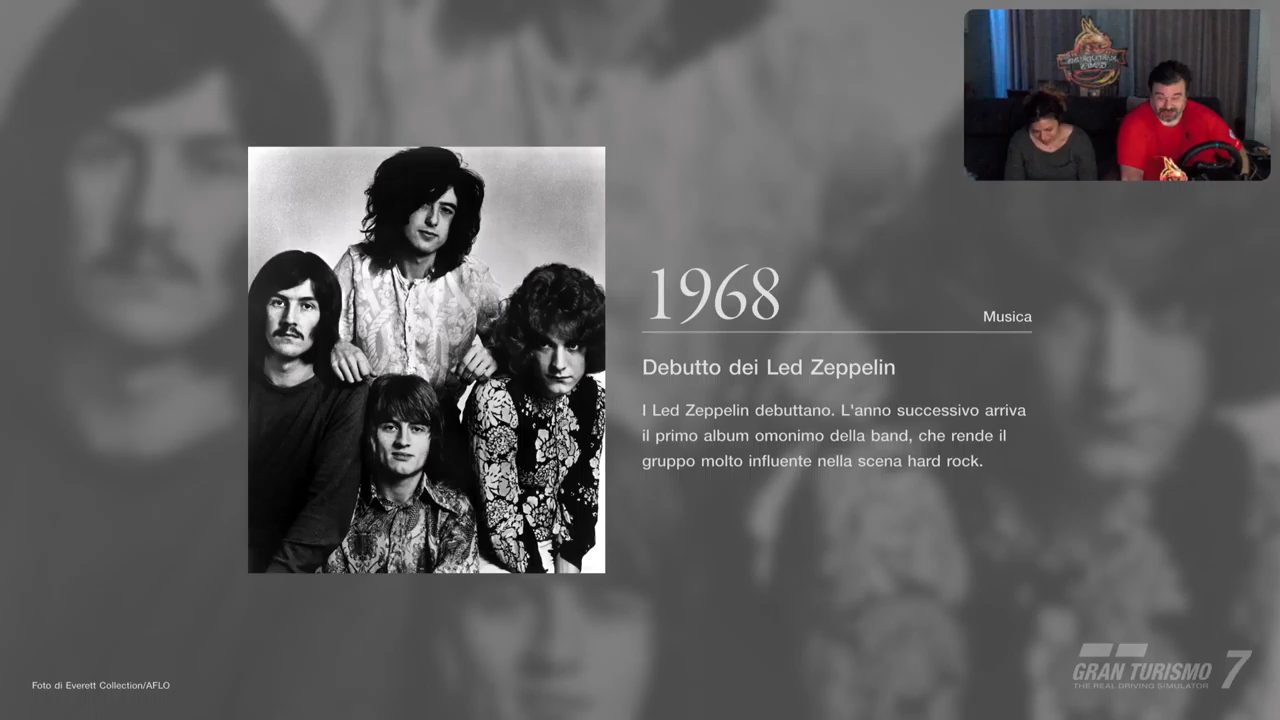 1968
Musica
Debutto dei Led Zeppelin
I Led Zeppelin debuttano. L'anno successivo arriva
il primo album omonimo della band, che rende il
gruppo molto influente nella scena hard rock.
Foto di Everett Collection/AFLO
GRAN TURISMO 7
THE REAL DRIVING SIMULATOR